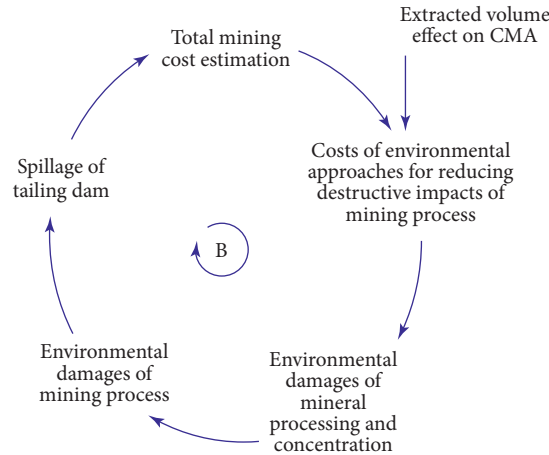 Extracted volume
effect on CMA
Total mining
cost estimation
Costs of environmental
approaches for reducing
destructive impacts of
mining process
Spillage of
tailing dam
B
Environmental
damages of
mining process
Environmental
damages of
mineral
processing and
concentration